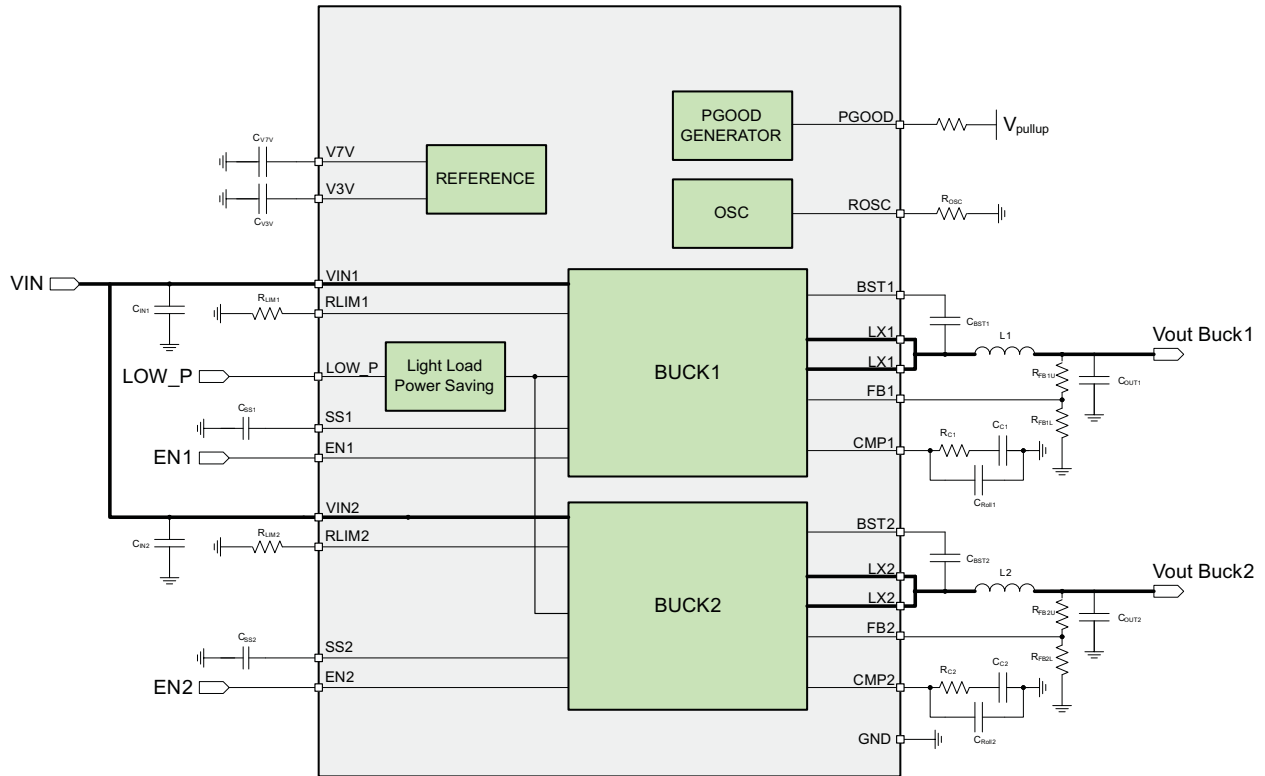 PGOOD
GENERATOR
PGOOD
Vpullup
CV7V
V7V
REFERENCE
V3V
CV3V
OSC
ROSC
ROSC
VIN
VIN1
CIN1
RLIM1
RLIM1
BST1
CBST1
LX1
LX1
L1
Vout Buck1
LOW_P
LOW_P
Light Load
Power Saving
BUCK1
RFB1U
COUT1
FB1
RFB1L
CSS1
SS1
EN1
EN1
CMP1
RC1
CC1
CRoll1
VIN2
CIN2
RLIM2
RLIM2
BST2
CBST2
LX2
LX2
L2
Vout Buck2
BUCK2
RFB2U
COUT2
FB2
RFB2L
CSS2
SS2
EN2
EN2
CMP2
RC2
CC2
CRoll2
GND